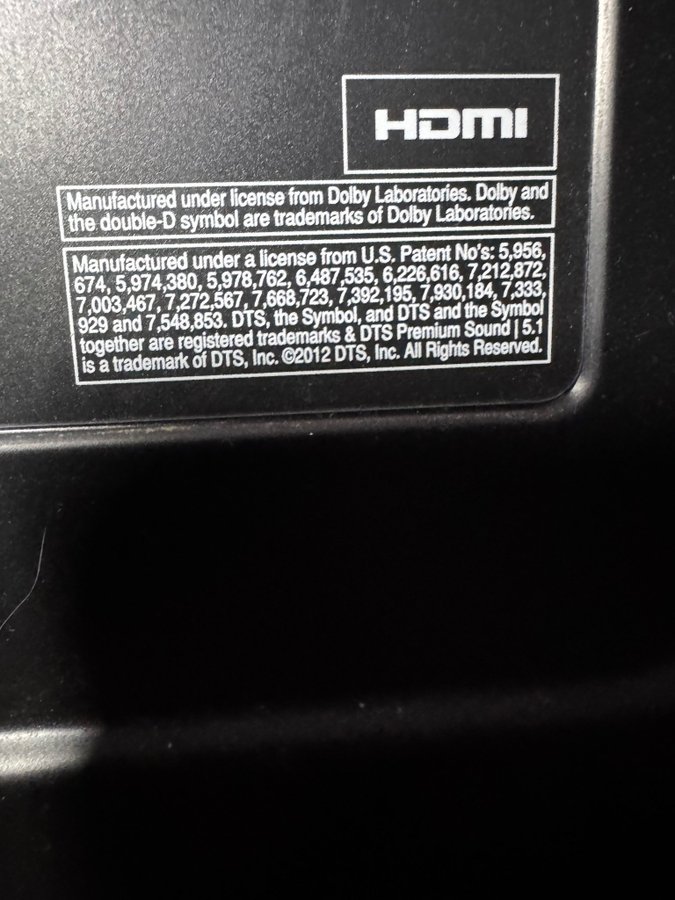 HDMI
Manufactured under license from Dolby Laboratories. Dolby and
the double-D symbol are trademarks of Dolby Laboratories.
Manufactured under a license from U.S. Patent No's: 5,956,
674, 5,974,380, 5,978,762, 6,487,535, 6,226,616, 7,212,872,
7,003,467, 7,272,567, 7,668,723, 7,392,195, 7,930,184, 7,333,
929 and 7,548,853. DTS, the Symbol, and DTS and the Symbol
together are registered trademarks & DTS Premium Sound | 5.1
is a trademark of DTS, Inc. ©2012 DTS, Inc. All Rights Reserved.